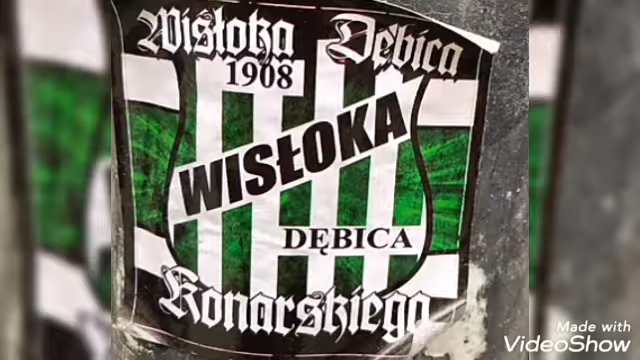 Wisłoka Dębica
1908
WISŁOKA
DĘBICA
Konarskiego
Made with
VideoShow